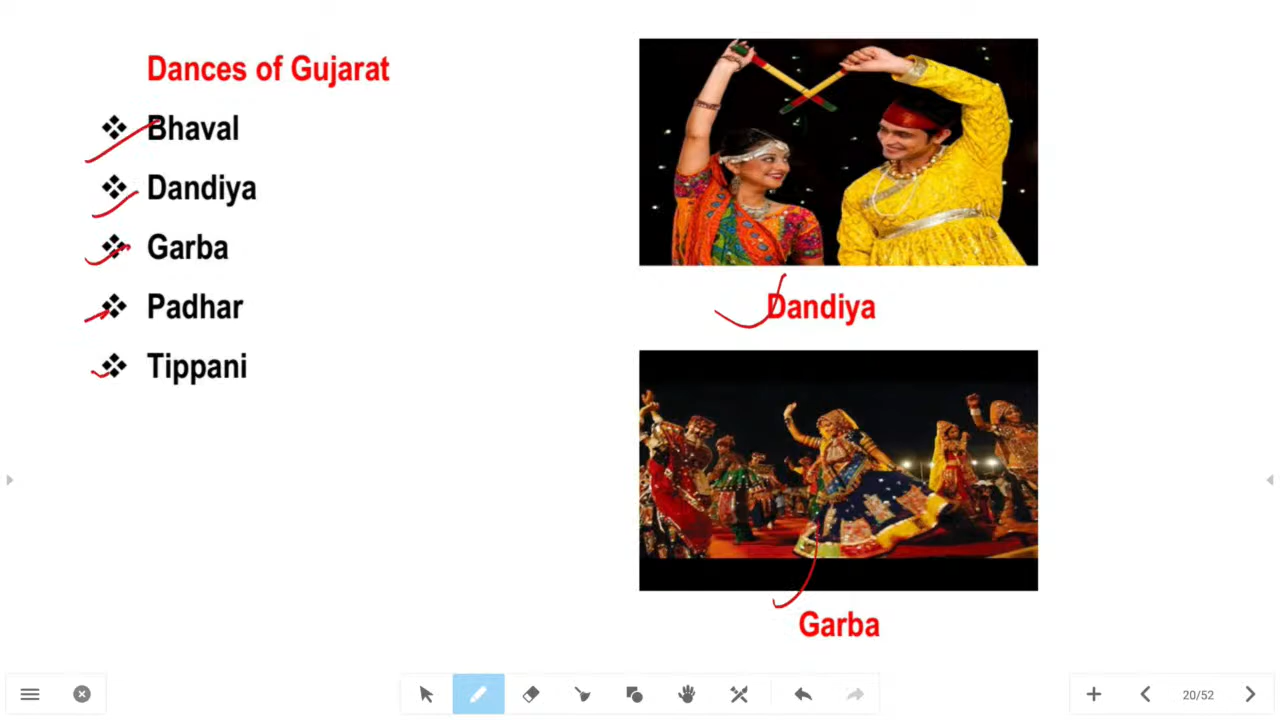 Dances of Gujarat
Bhaval
Dandiya
Garba
Padhar
Tippani
Dandiya
Garba
20/52